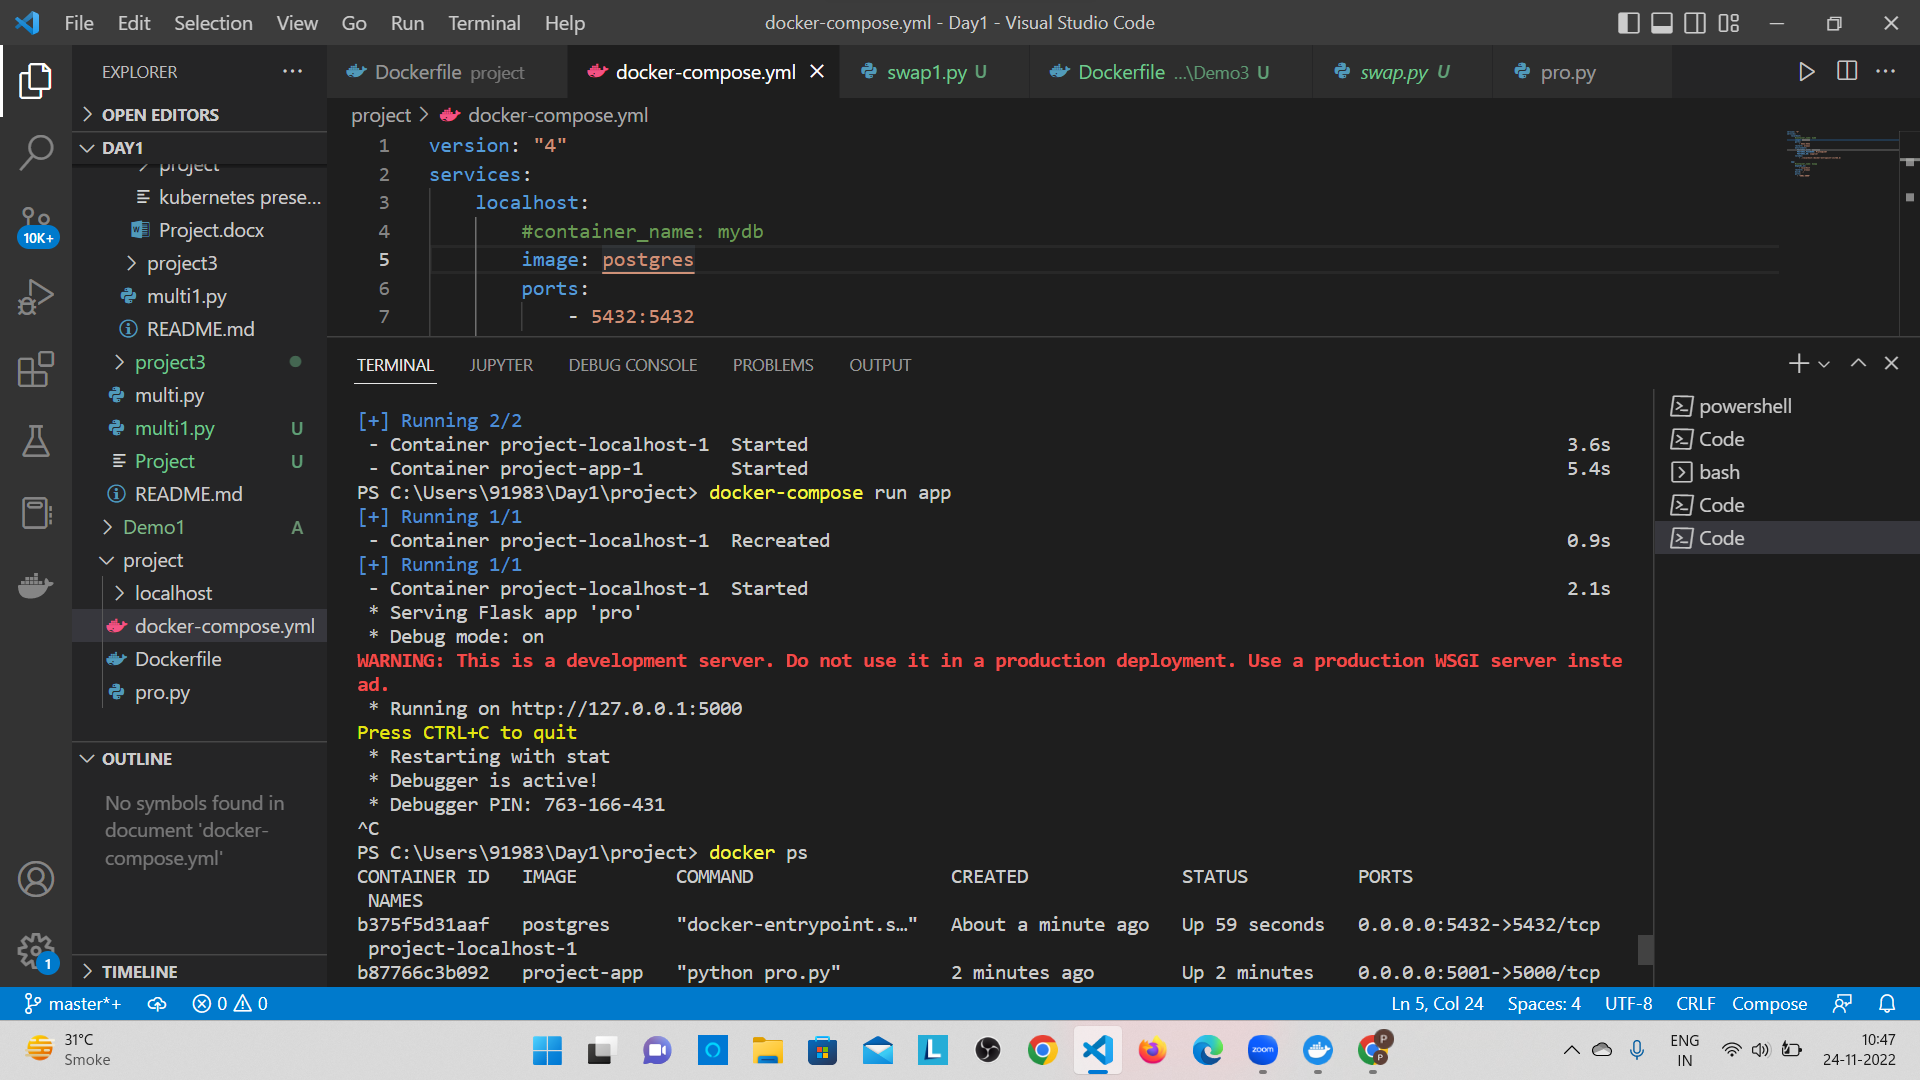 File Edit Selection View Go Run Terminal Help
docker-compose.yml - Day1 - Visual Studio Code
EXPLORER
Dockerfile project
docker-compose.yml
swap1.py U
Dockerfile ...\Demo3 U
swap.py U
pro.py
OPEN EDITORS
DAY1
project
kubernetes prese...
Project.docx
project3
multi1.py
README.md
project3
multi.py
multi1.py U
Project U
README.md
Demo1 A
project
localhost
docker-compose.yml
Dockerfile
pro.py
OUTLINE
No symbols found in
document 'docker-
compose.yml'
TIMELINE
10K+
1
project > docker-compose.yml
1 version: "4"
2 services:
3 localhost:
4 #container_name: mydb
5 image: postgres
6 ports:
7 - 5432:5432
TERMINAL JUPYTER DEBUG CONSOLE PROBLEMS OUTPUT
[+] Running 2/2
- Container project-localhost-1 Started 3.6s
- Container project-app-1 Started 5.4s
PS C:\Users\91983\Day1\project> docker-compose run app
[+] Running 1/1
- Container project-localhost-1 Recreated 0.9s
[+] Running 1/1
- Container project-localhost-1 Started 2.1s
* Serving Flask app 'pro'
* Debug mode: on
WARNING: This is a development server. Do not use it in a production deployment. Use a production WSGI server inste
ad.
* Running on http://127.0.0.1:5000
Press CTRL+C to quit
* Restarting with stat
* Debugger is active!
* Debugger PIN: 763-166-431
^C
PS C:\Users\91983\Day1\project> docker ps
CONTAINER ID IMAGE COMMAND CREATED STATUS PORTS
NAMES
b375f5d31aaf postgres "docker-entrypoint.s…" About a minute ago Up 59 seconds 0.0.0.0:5432->5432/tcp
project-localhost-1
b87766c3b092 project-app "python pro.py" 2 minutes ago Up 2 minutes 0.0.0.0:5001->5000/tcp
powershell
Code
bash
Code
Code
master*+ 0 0
Ln 5, Col 24 Spaces: 4 UTF-8 CRLF Compose
31°C
Smoke
L
zoom
P
P
ENG
IN
10:47
24-11-2022